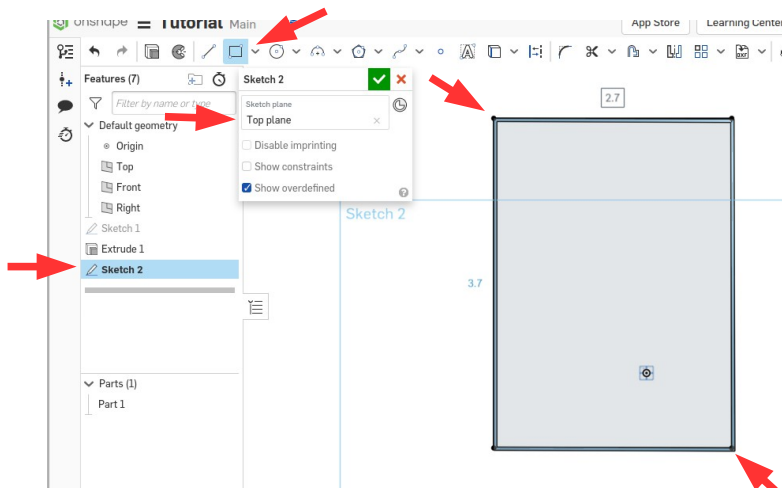 onshape Tutorial Main
App Store Learning Center
Features (7)
Filter by name or type
Default geometry
Origin
Top
Front
Right
Sketch 1
Extrude 1
Sketch 2
Parts (1)
Part 1
Sketch 2
Sketch plane
Top plane
Disable imprinting
Show constraints
Show overdefined
Sketch 2
2.7
3.7